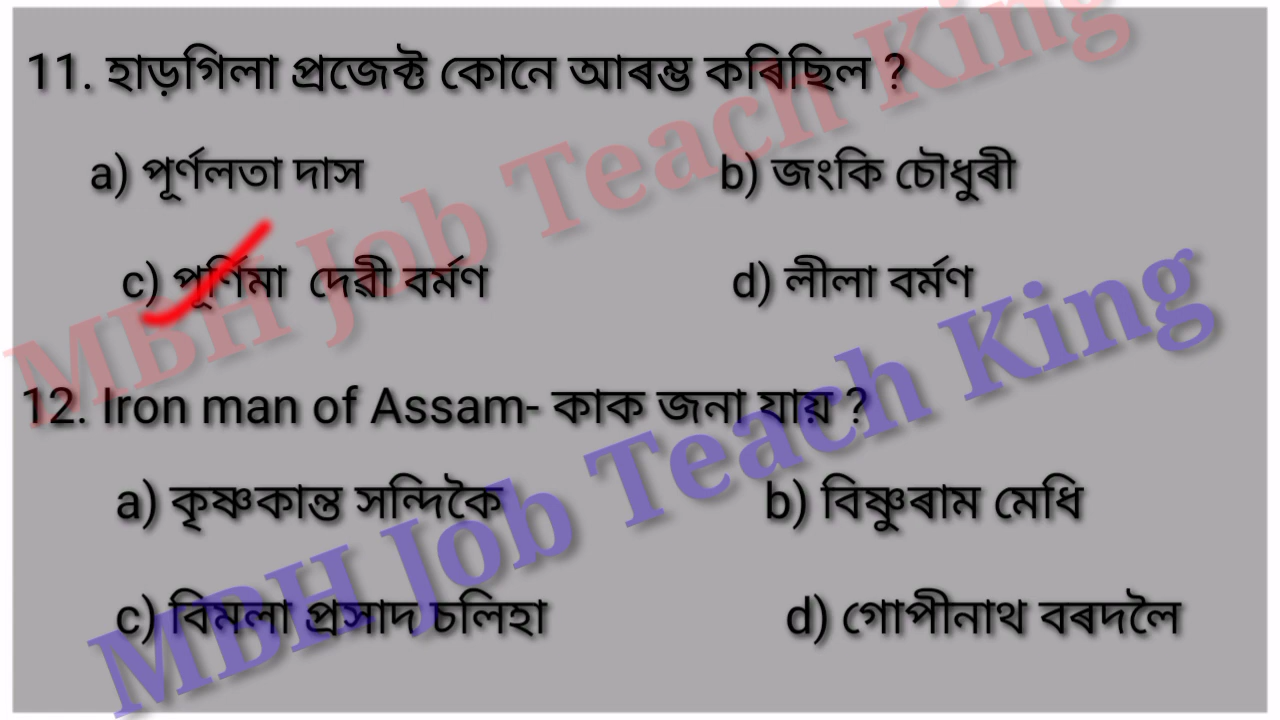 11. হাড়গিলা প্ৰজেক্ট কোনে আৰম্ভ কৰিছিল ?
a) পূৰ্ণলতা দাস b) জংকি চৌধুৰী
c) পূৰ্ণিমা দেৱী বৰ্মণ d) লীলা বৰ্মণ
12. Iron man of Assam- কাক জনা যায় ?
a) কৃষ্ণকান্ত সন্দিকৈ b) বিষ্ণুৰাম মেধি
c) বিমলা প্ৰসাদ চলিহা d) গোপীনাথ বৰদলৈ
MBH Job Teach King
MBH Job Teach King